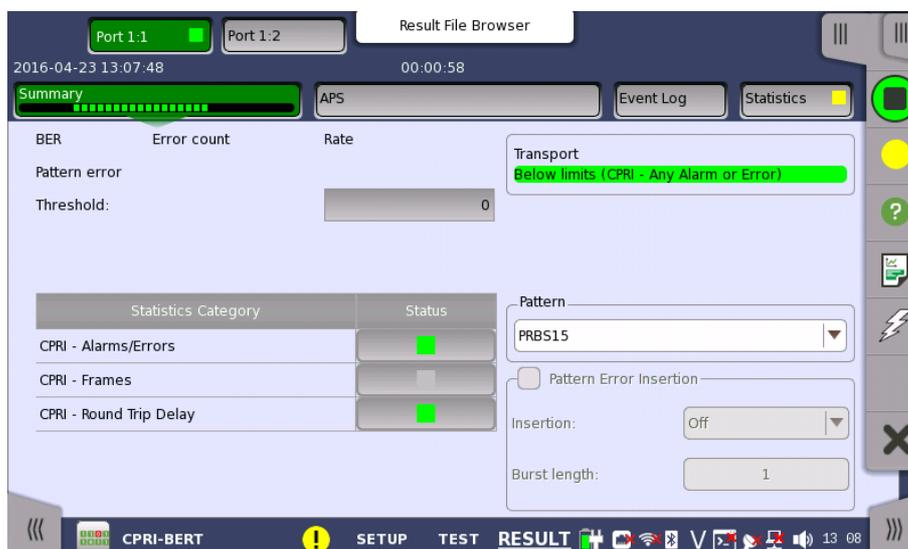 Result File Browser
Port 1:1
Port 1:2
2016-04-23 13:07:48
00:00:58
Summary
APS
Event Log
Statistics
BER
Error count
Rate
Pattern error
Threshold:
0
Transport
Below limits (CPRI - Any Alarm or Error)
Statistics Category
Status
CPRI - Alarms/Errors
CPRI - Frames
CPRI - Round Trip Delay
Pattern
PRBS15
Pattern Error Insertion
Insertion:
Off
Burst length:
1
CPRI-BERT
SETUP
TEST
RESULT
13 08